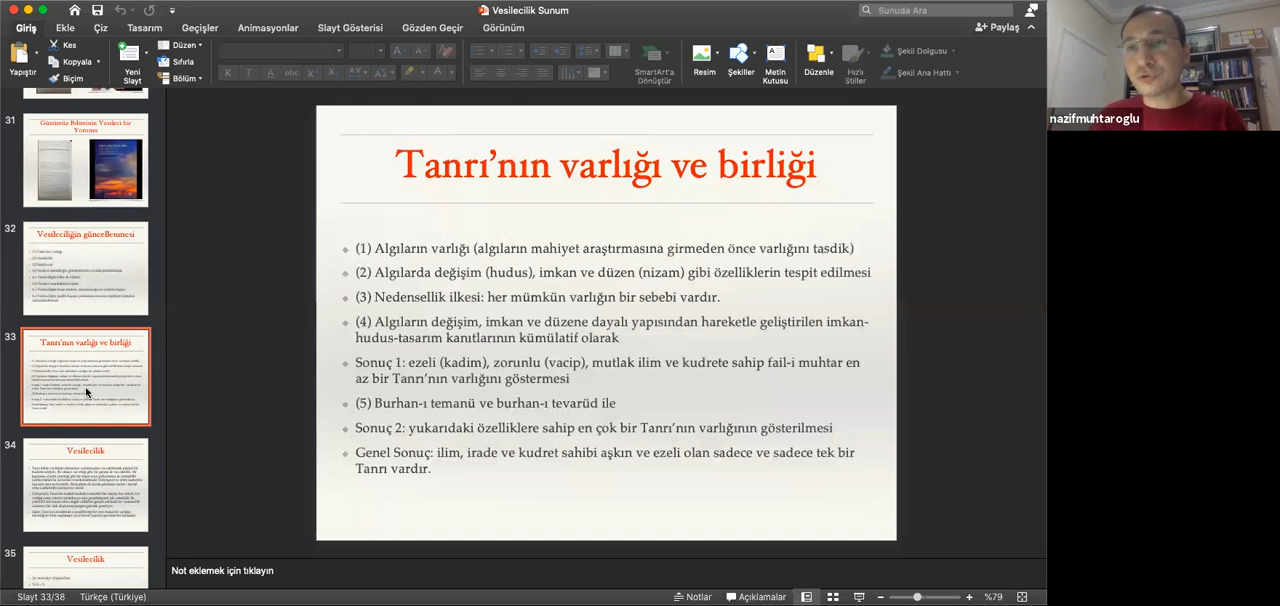 Vesilecilik Sunum
Sunuda Ara
Giriş Ekle Çiz Tasarım Geçişler Animasyonlar Slayt Gösterisi Gözden Geçir Görünüm
Paylaş
Yapıştır
Kes
Kopyala
Biçim
Yeni
Slayt
Düzen
Sıfırla
Bölüm
SmartArt'a
Dönüştür
Resim
Şekiller
Metin
Kutusu
Düzenle
Hızlı
Stiller
Şekil Dolgusu
Şekil Ana Hattı
nazifmuhtaroglu
31
Günümüz Biliminin Vesileci bir
Yorumu
32
Vesileciliğin güncellenmesi
33
Tanrı'nın varlığı ve birliği
34
Vesilecilik
35
Vesilecilik
Tanrı'nın varlığı ve birliği
(1) Algıların varlığı (algıların mahiyet araştırmasına girmeden önce varlığını tasdik)
(2) Algılarda değişim (hudus), imkan ve düzen (nizam) gibi özelliklerin tespit edilmesi
(3) Nedensellik ilkesi: her mümkün varlığın bir sebebi vardır.
(4) Algıların değişim, imkan ve düzene dayalı yapısından hareketle geliştirilen imkan-
hudus-tasarım kanıtlarının kümülatif olarak
Sonuç 1: ezeli (kadim), zorunlu (vacip), mutlak ilim ve kudrete sahip fail-i muhtar en
az bir Tanrı'nın varlığını göstermesi
(5) Burhan-ı temanü ve burhan-ı tevarüd ile
Sonuç 2: yukarıdaki özelliklere sahip en çok bir Tanrı'nın varlığının gösterilmesi
Genel Sonuç: ilim, irade ve kudret sahibi aşkın ve ezeli olan sadece ve sadece tek bir
Tanrı vardır.
Not eklemek için tıklayın
Slayt 33/38 Türkçe (Türkiye) Notlar Açıklamalar %79